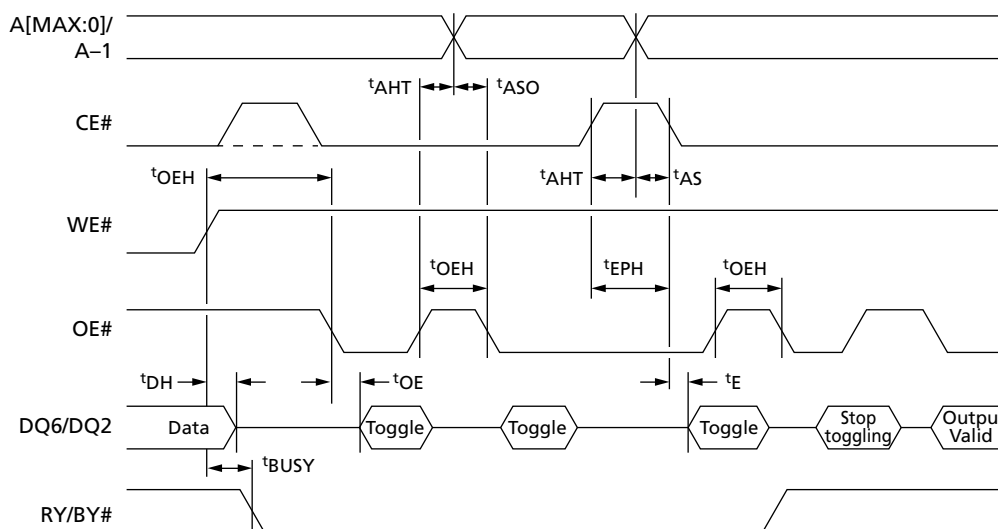 A[MAX:0]/
A–1
tAHT
tASO
CE#
tOEH
tAHT
tAS
WE#
tOEH
tEPH
tOEH
OE#
tDH
tOE
tE
DQ6/DQ2
Data
Toggle
Toggle
Toggle
Stop
toggling
Output
Valid
tBUSY
RY/BY#